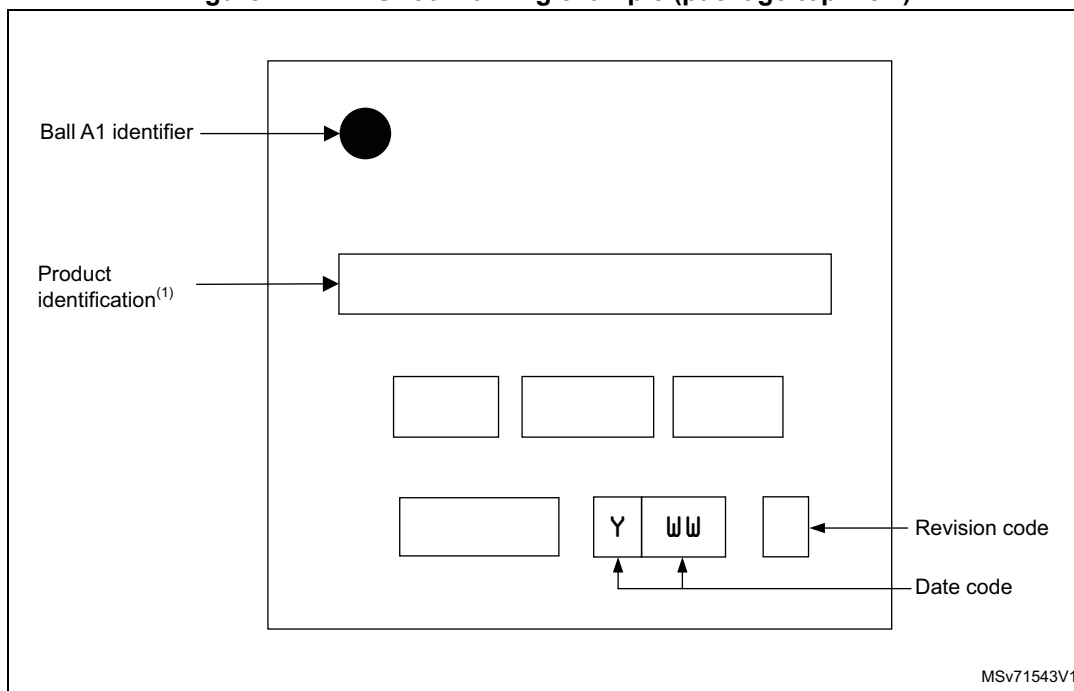 Ball A1 identifier
Product
identification(1)
Y WW
Revision code
Date code
MSv71543V1